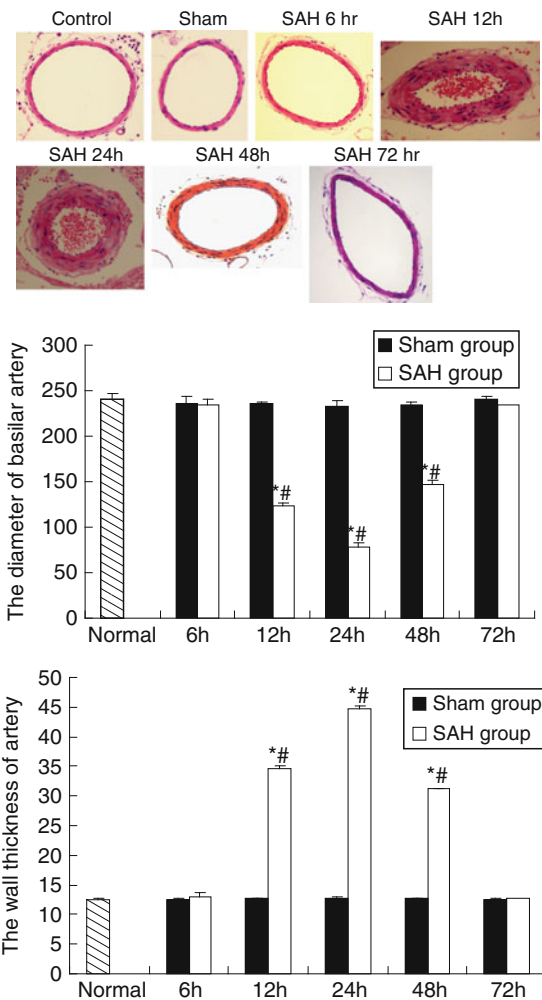 Control Sham SAH 6 hr SAH 12h
SAH 24h SAH 48h SAH 72 hr
The diameter of basilar artery
300
250
200
150
100
50
0
Sham group
SAH group
*#
*#
*#
Normal 6h 12h 24h 48h 72h
The wall thickness of artery
50
45
40
35
30
25
20
15
10
5
0
Sham group
SAH group
*#
*#
*#
Normal 6h 12h 24h 48h 72h